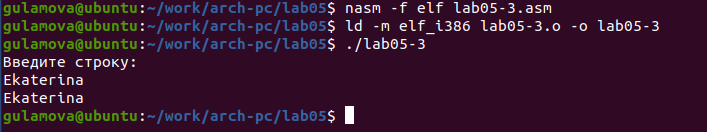 gulamova@ubuntu:~/work/arch-pc/lab05$ nasm -f elf lab05-3.asm
gulamova@ubuntu:~/work/arch-pc/lab05$ ld -m elf_i386 lab05-3.o -o lab05-3
gulamova@ubuntu:~/work/arch-pc/lab05$ ./lab05-3
Введите строку:
Ekaterina
Ekaterina
gulamova@ubuntu:~/work/arch-pc/lab05$